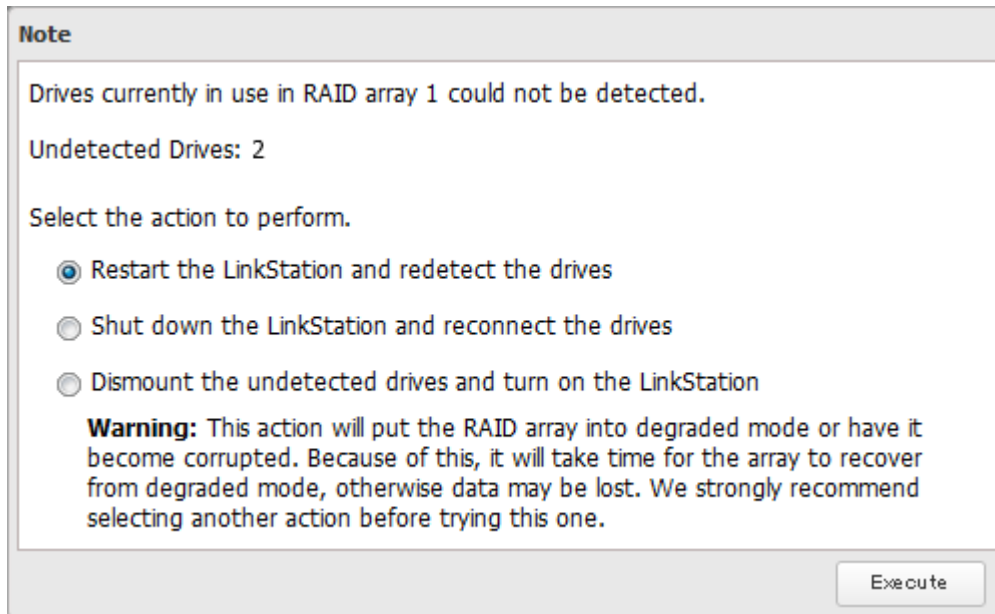 Note
Drives currently in use in RAID array 1 could not be detected.
Undetected Drives: 2
Select the action to perform.
Restart the LinkStation and redetect the drives
Shut down the LinkStation and reconnect the drives
Dismount the undetected drives and turn on the LinkStation
Warning: This action will put the RAID array into degraded mode or have it
become corrupted. Because of this, it will take time for the array to recover
from degraded mode, otherwise data may be lost. We strongly recommend
selecting another action before trying this one.
Execute